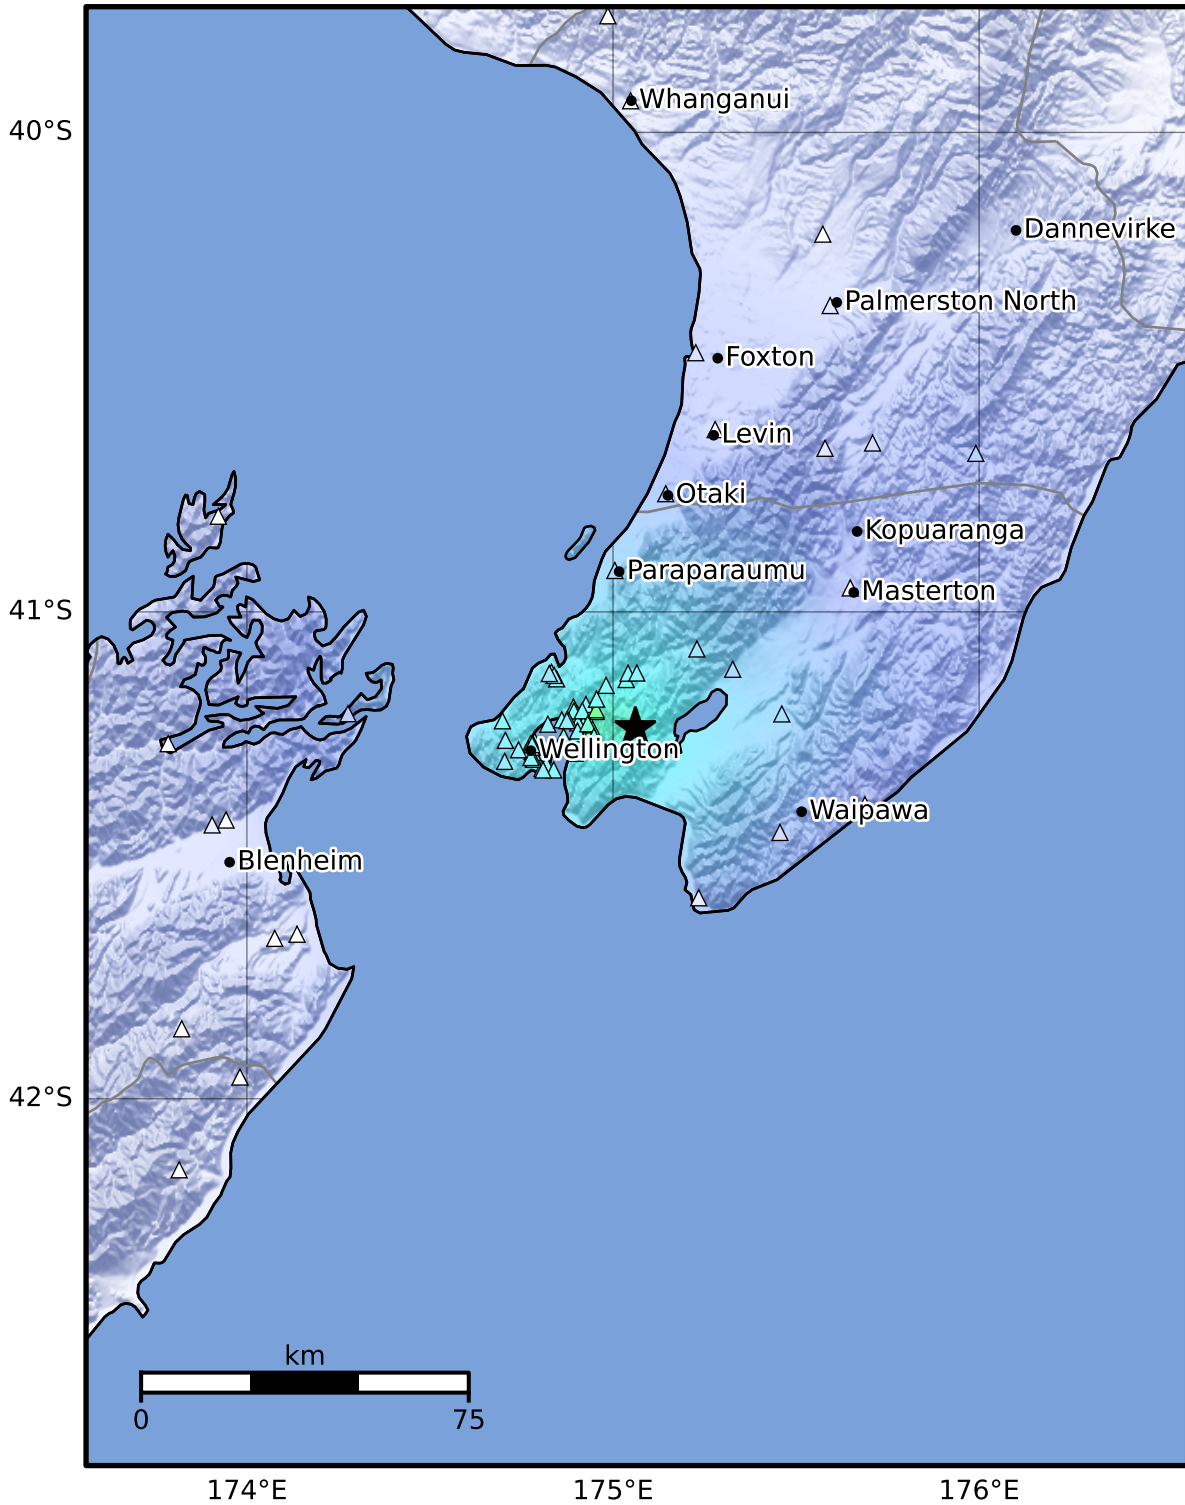 Whanganui
40°S
Dannevirke
Palmerston North
Foxton
Levin
Otaki
Kopuaranga
Paraparaumu
Masterton
41°S
Wellington
Waipawa
Blenheim
42°S
km
0 75
174°E 175°E 176°E